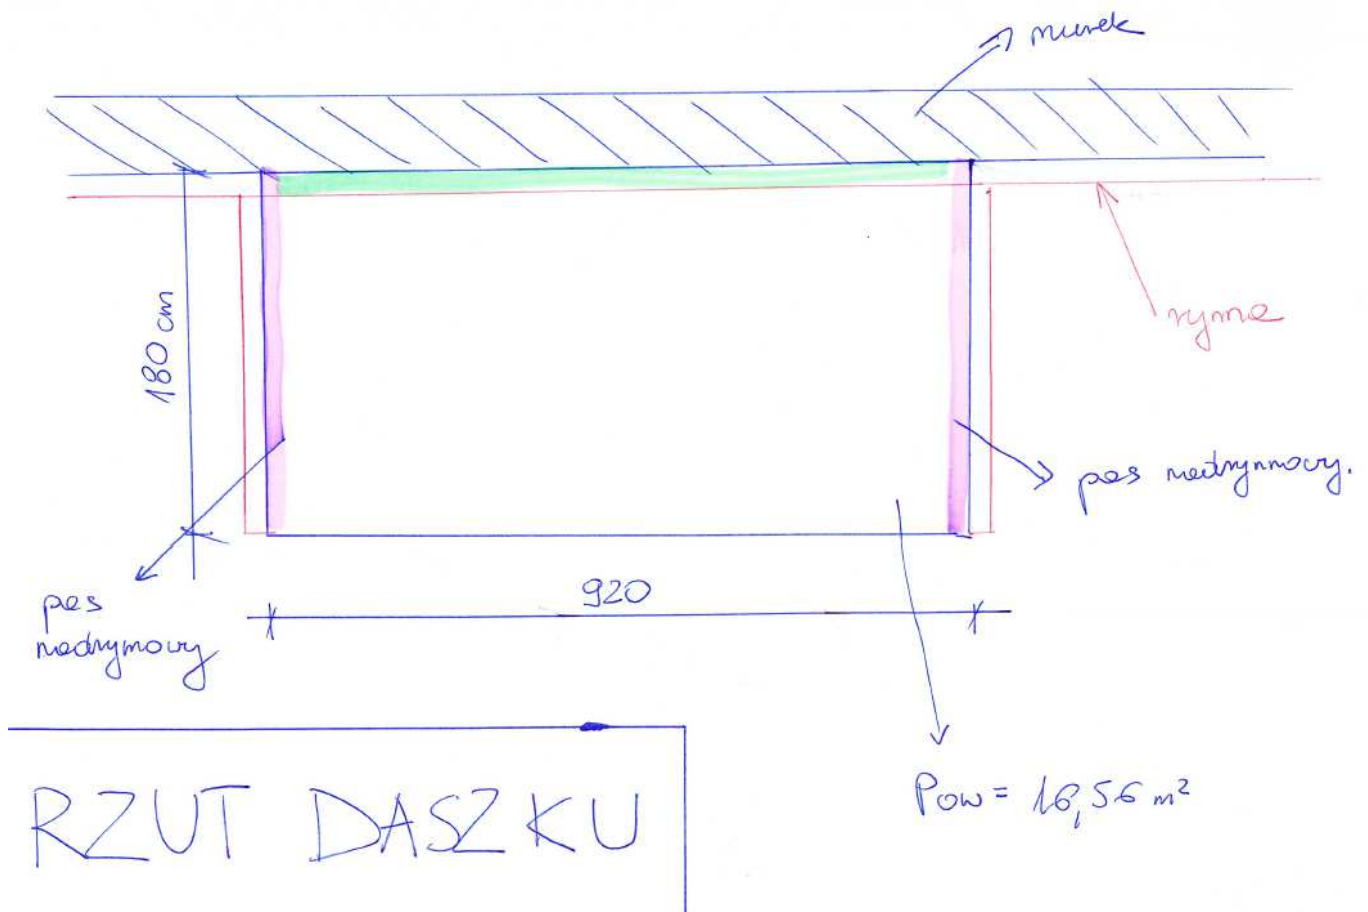 murek
rynna
180 cm
pas nadrynnowy.
920
pas
nadrynnowy
Pow = 16,56 m²
RZUT DASZKU